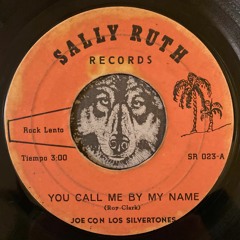 SALLY RUTH
RECORDS
Rock Lento
Tiempo 3:00
SR 023-A
YOU CALL ME BY MY NAME
(Roy-Clark)
JOE CON LOS SILVERTONES